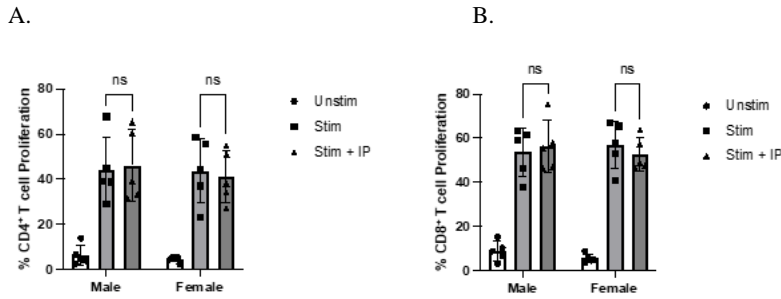 A.
ns
ns
Unstim
Stim
Stim + IP
% CD4⁺ T cell Proliferation
80
60
40
20
0
Male
Female
B.
ns
ns
Unstim
Stim
Stim + IP
% CD8⁺ T cell Proliferation
80
60
40
20
0
Male
Female